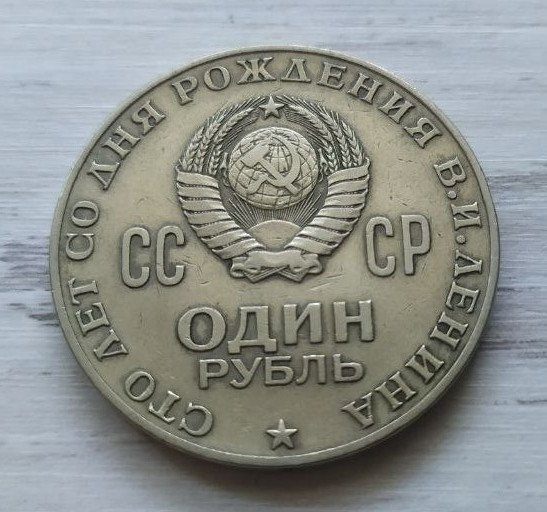 СТО ЛЕТ СО ДНЯ РОЖДЕНИЯ В.И.ЛЕНИНА
СС СР
ОДИН
РУБЛЬ